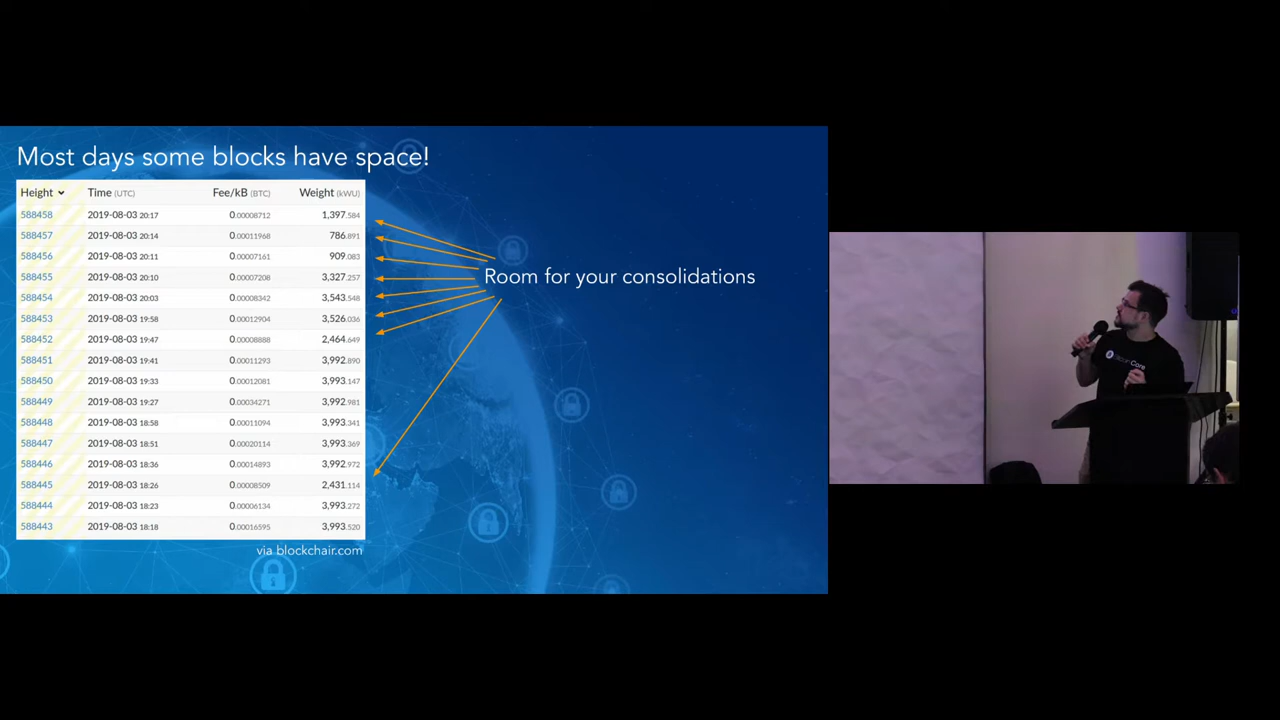 Most days some blocks have space!
Height Time (UTC) Fee/kB (BTC) Weight (kWU)
588458 2019-08-03 20:17 0.00008712 1,397.584
588457 2019-08-03 20:14 0.00011968 786.891
588456 2019-08-03 20:11 0.00007161 909.083
588455 2019-08-03 20:10 0.00007208 3,327.257
Room for your consolidations
588454 2019-08-03 20:03 0.00008342 3,543.548
588453 2019-08-03 19:58 0.00012904 3,526.036
588452 2019-08-03 19:47 0.00008888 2,464.649
588451 2019-08-03 19:41 0.00011293 3,992.890
588450 2019-08-03 19:33 0.00012081 3,993.147
588449 2019-08-03 19:27 0.00034271 3,992.981
588448 2019-08-03 18:58 0.00011094 3,993.341
588447 2019-08-03 18:51 0.00020114 3,993.369
588446 2019-08-03 18:36 0.00014893 3,992.972
588445 2019-08-03 18:26 0.00008509 2,431.114
588444 2019-08-03 18:23 0.00006134 3,993.272
588443 2019-08-03 18:18 0.00016595 3,993.520
via blockchair.com
Core